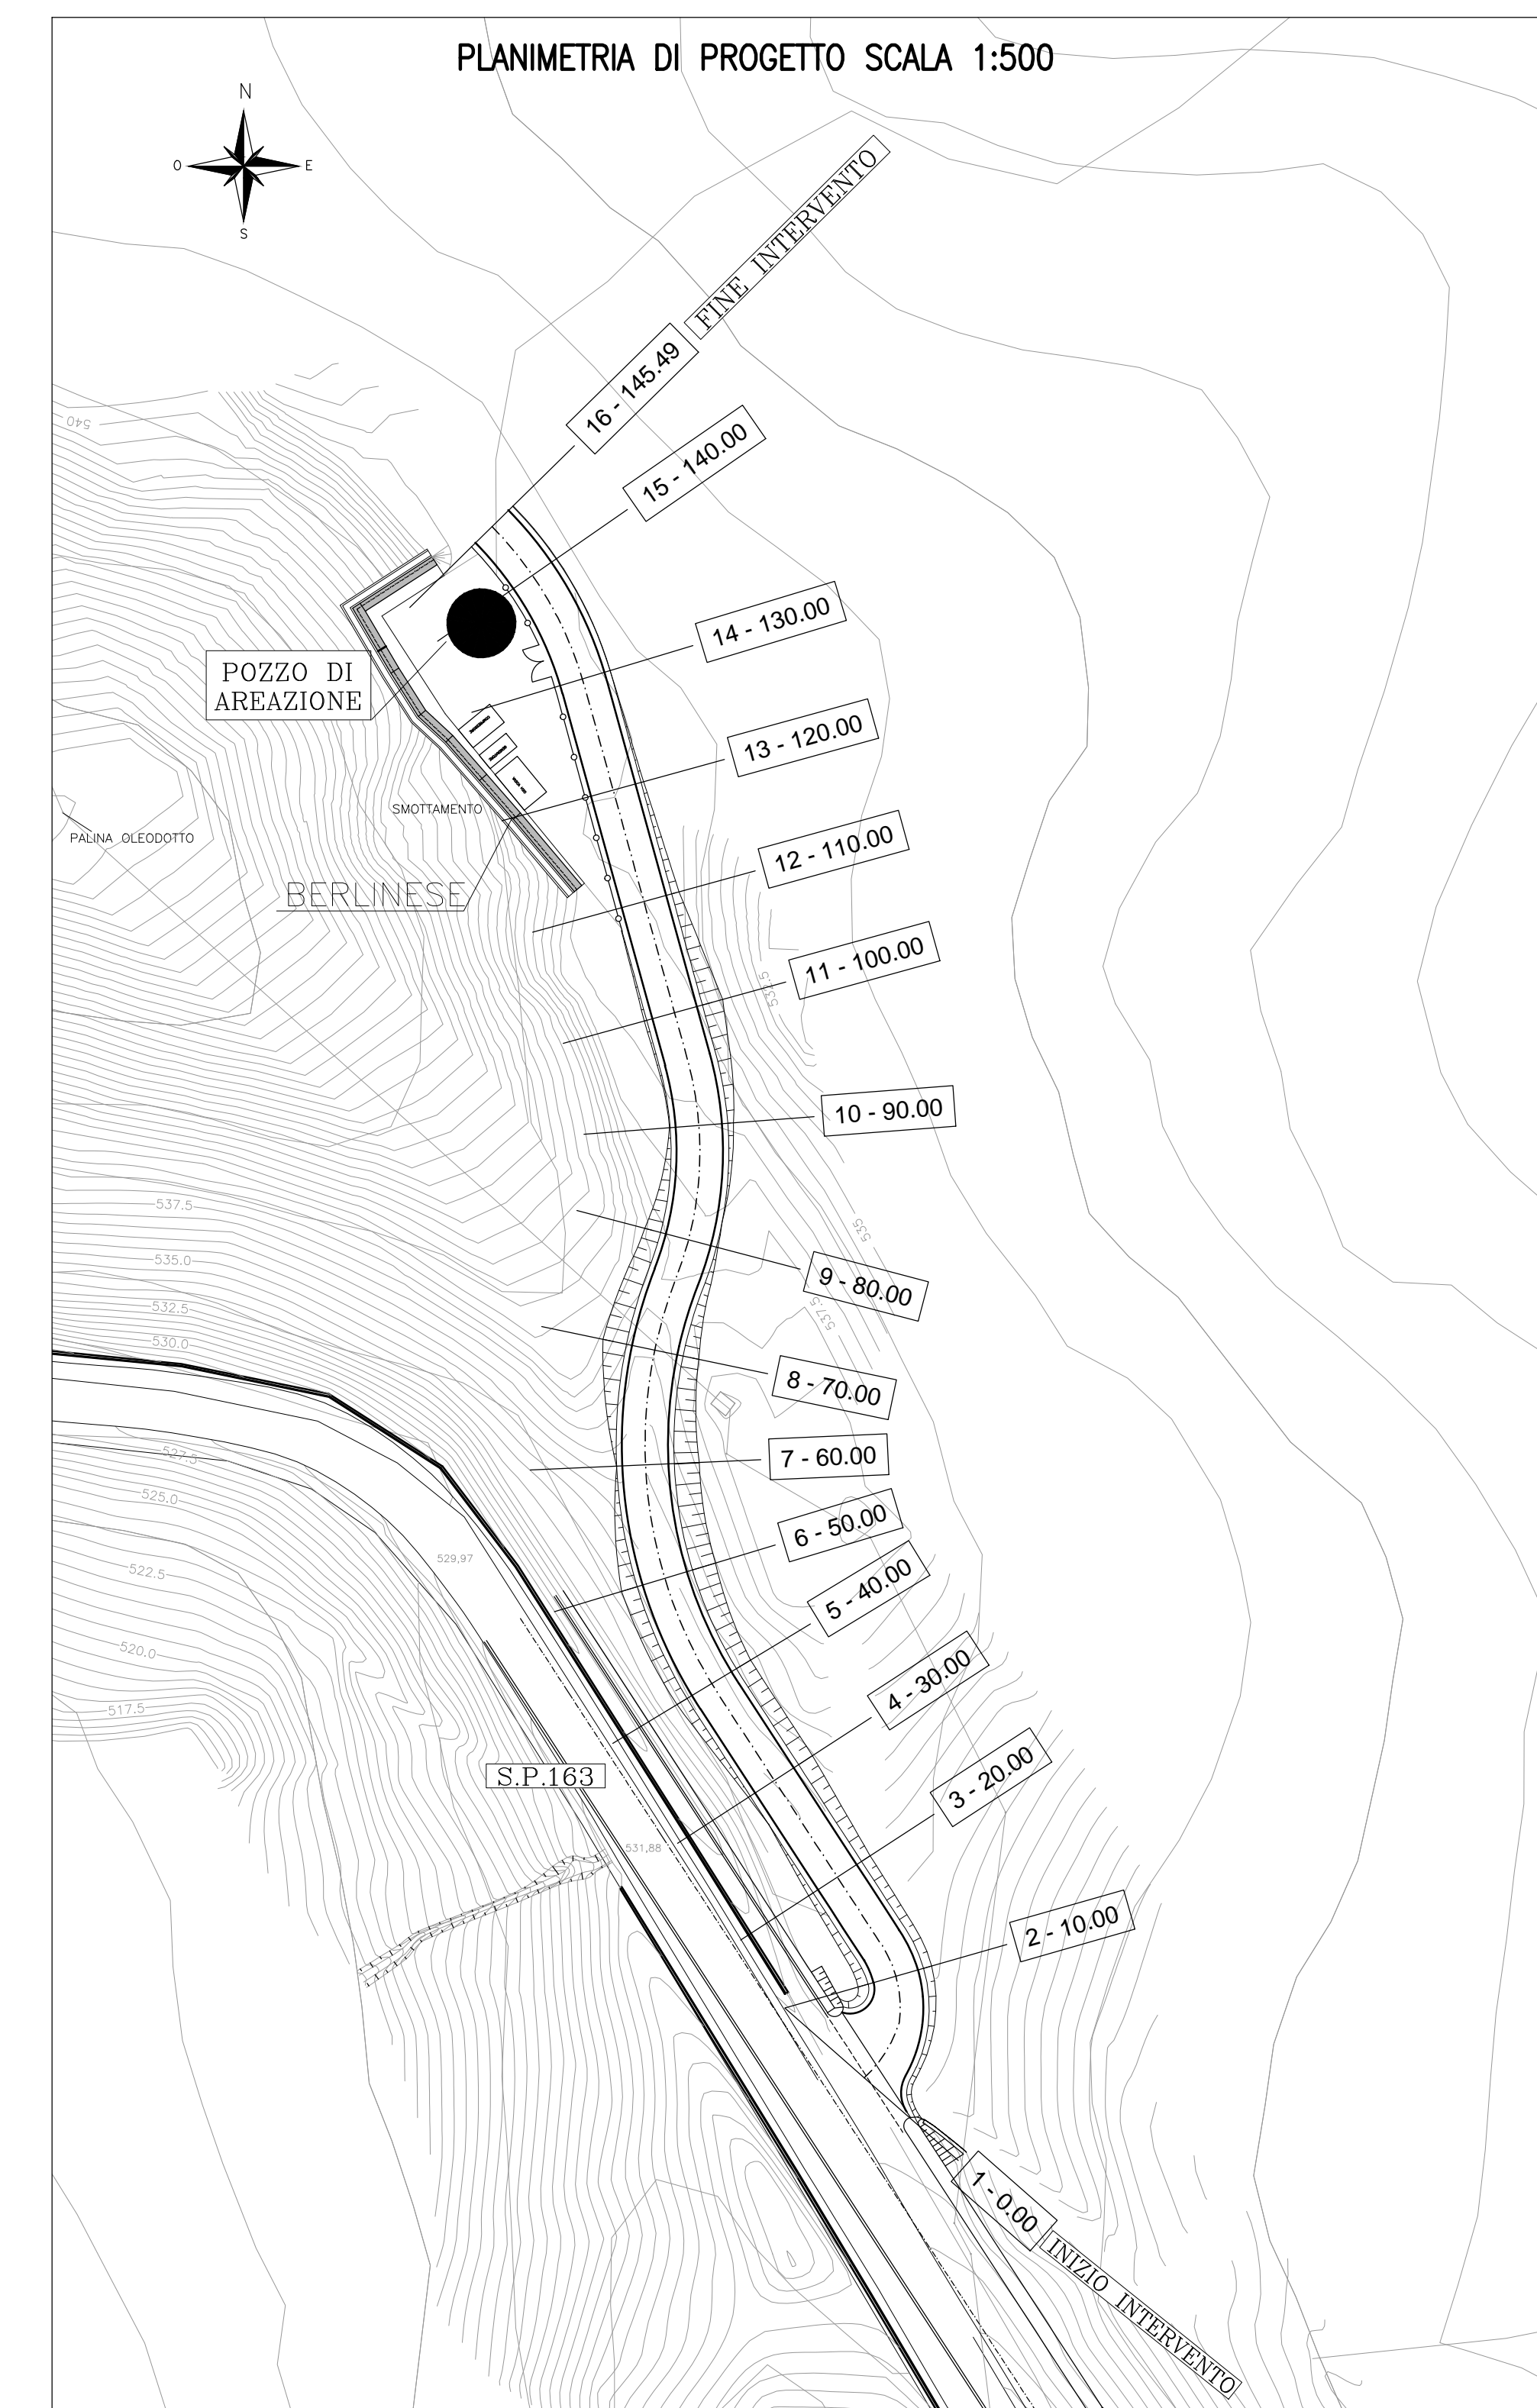 PLANIMETRIA DI PROGETTO SCALA 1:500
N
O
E
S
FINE INTERVENTO
16 - 145.49
15 - 140.00
540
14 - 130.00
POZZO DI
AREAZIONE
13 - 120.00
SMOTTAMENTO
PALINA OLEODOTTO
12 - 110.00
BERLINESE
11 - 100.00
532.5
10 - 90.00
537.5
535
535.0
9 - 80.00
532.5
537.5
530.0
8 - 70.00
527.5
7 - 60.00
525.0
6 - 50.00
529,97
522.5
5 - 40.00
520.0
4 - 30.00
517.5
S.P.163
3 - 20.00
531,88
2 - 10.00
1 - 0.00
INIZIO INTERVENTO